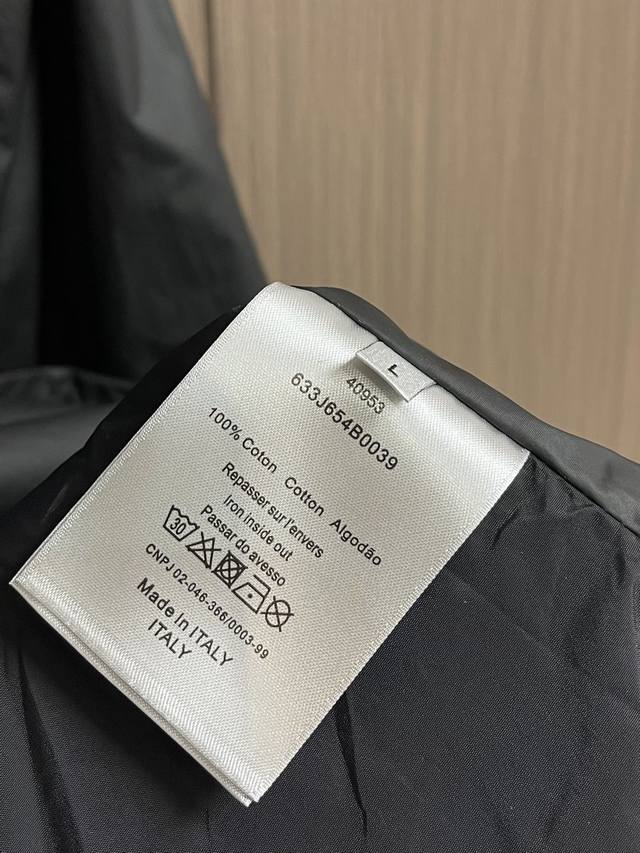 L
40953
633J654B0039
100% Coton Cotton Algodão
Repasser sur l'envers
Iron inside out
Passar do avesso
30
CNPJ 02-046-366/0003-99
Made In ITALY
ITALY